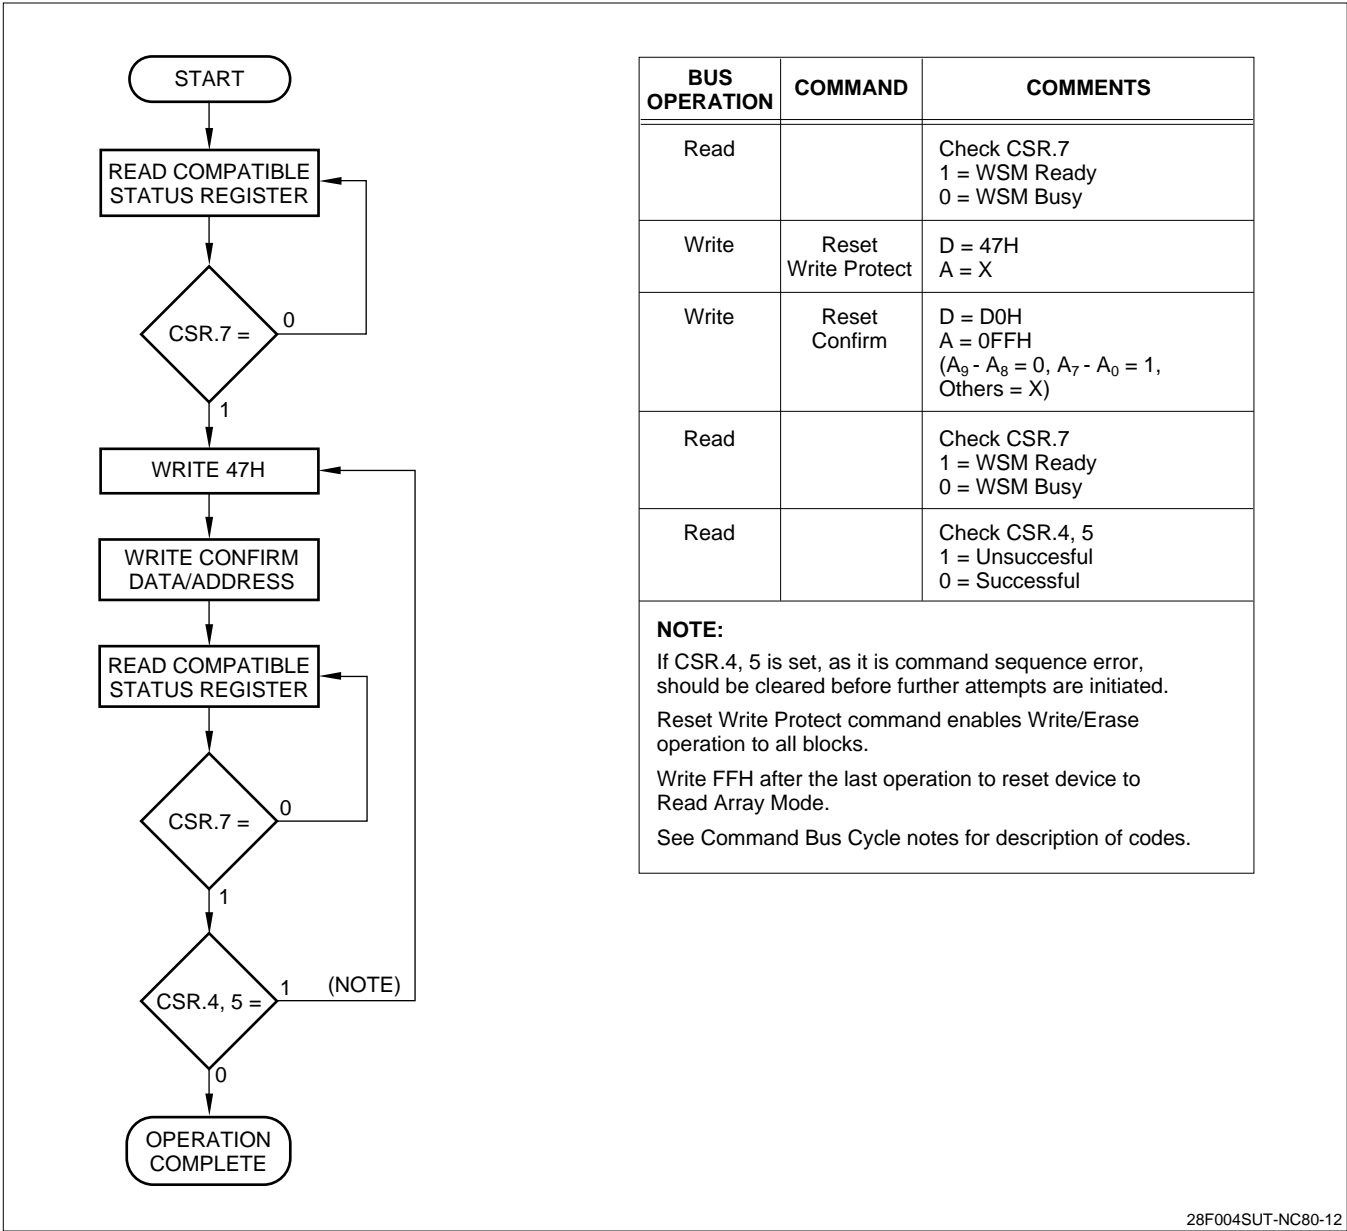 START
READ COMPATIBLE
STATUS REGISTER
CSR.7 =
0
1
WRITE 47H
WRITE CONFIRM
DATA/ADDRESS
READ COMPATIBLE
STATUS REGISTER
CSR.7 =
0
1
CSR.4, 5 =
1
(NOTE)
0
OPERATION
COMPLETE
BUS
OPERATION
COMMAND
COMMENTS
Read
Check CSR.7
1 = WSM Ready
0 = WSM Busy
Write
Reset
Write Protect
D = 47H
A = X
Write
Reset
Confirm
D = D0H
A = 0FFH
(A₉ - A₈ = 0, A₇ - A₀ = 1,
Others = X)
Read
Check CSR.7
1 = WSM Ready
0 = WSM Busy
Read
Check CSR.4, 5
1 = Unsuccesful
0 = Successful
NOTE:
If CSR.4, 5 is set, as it is command sequence error,
should be cleared before further attempts are initiated.
Reset Write Protect command enables Write/Erase
operation to all blocks.
Write FFH after the last operation to reset device to
Read Array Mode.
See Command Bus Cycle notes for description of codes.
28F004SUT-NC80-12